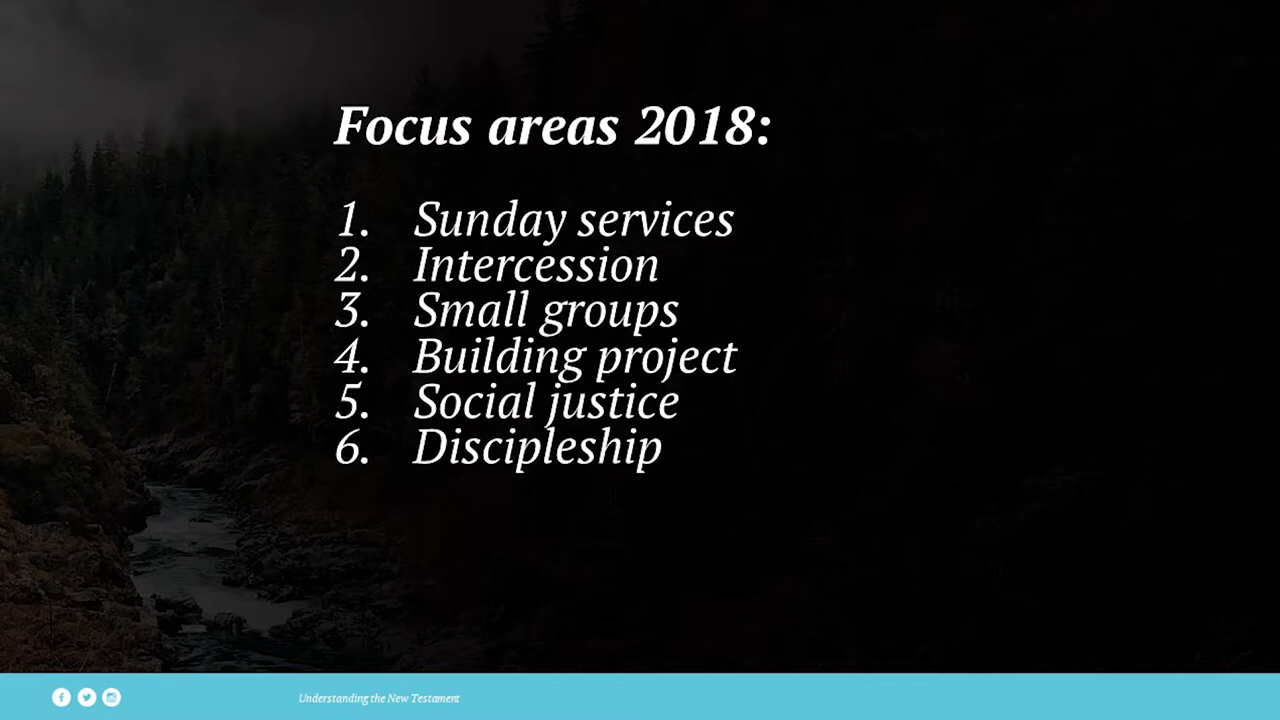 Focus areas 2018:
1. Sunday services
2. Intercession
3. Small groups
4. Building project
5. Social justice
6. Discipleship
Understanding the New Testament